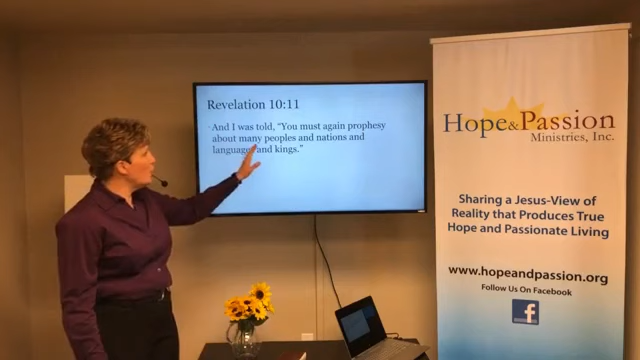 Revelation 10:11
And I was told, “You must again prophesy
about many peoples and nations and
languages and kings.”
Hope&Passion
Ministries, Inc.
Sharing a Jesus-View of
Reality that Produces True
Hope and Passionate Living
www.hopeandpassion.org
Follow Us On Facebook
f